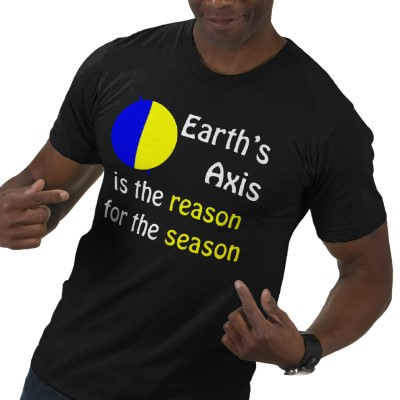 Earth's
Axis
is the reason
for the season